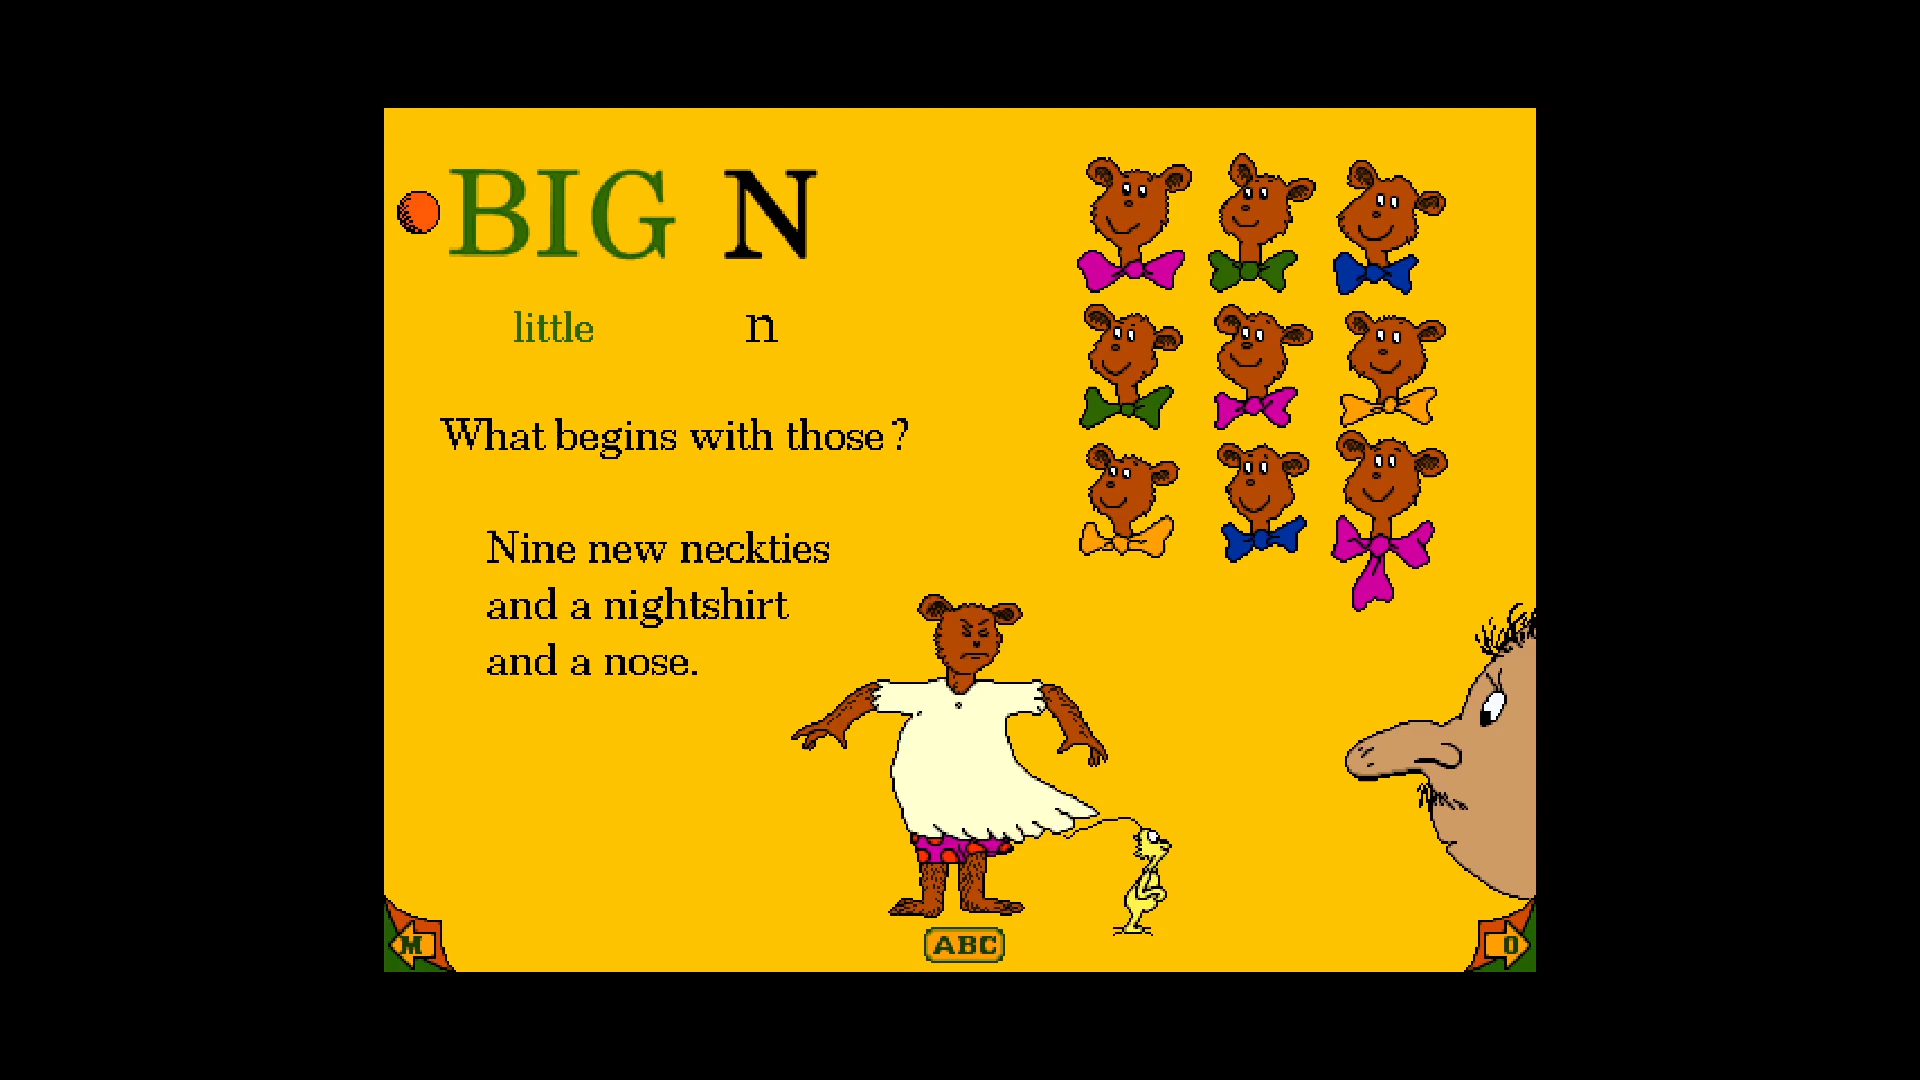 BIG N
little n
What begins with those?
Nine new neckties
and a nightshirt
and a nose.
M
ABC
O